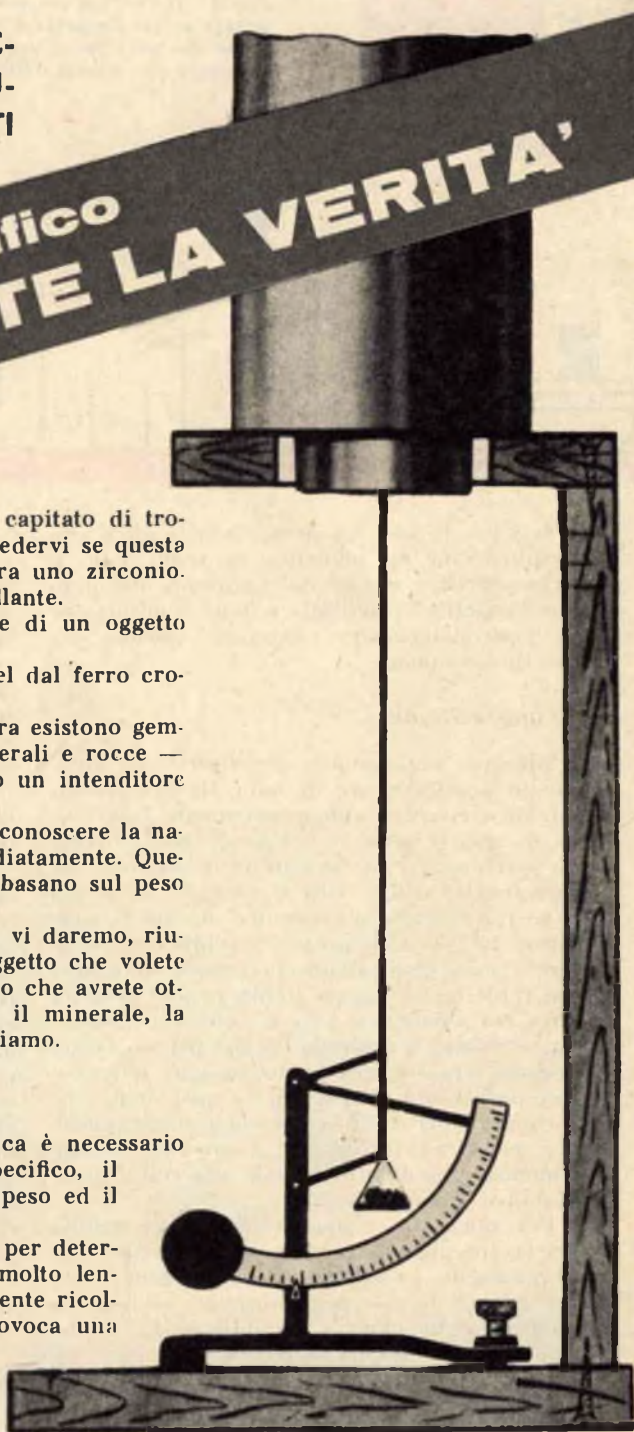 TI
fico
TE LA VERITA'
capitato di tro-
edervi se questa
ra uno zirconio.
llante.
e di un oggetto
el dal ferro cro-
ra esistono gem-
nerali e rocce —
o un intenditore
conoscere la na-
diatamente. Que-
basano sul peso
vi daremo, riu-
ggetto che volete
o che avrete ot-
il minerale, la
iamo.
ca è necessario
pecifico, il
peso ed il
per deter-
molto len-
ente ricol-
ovoca una